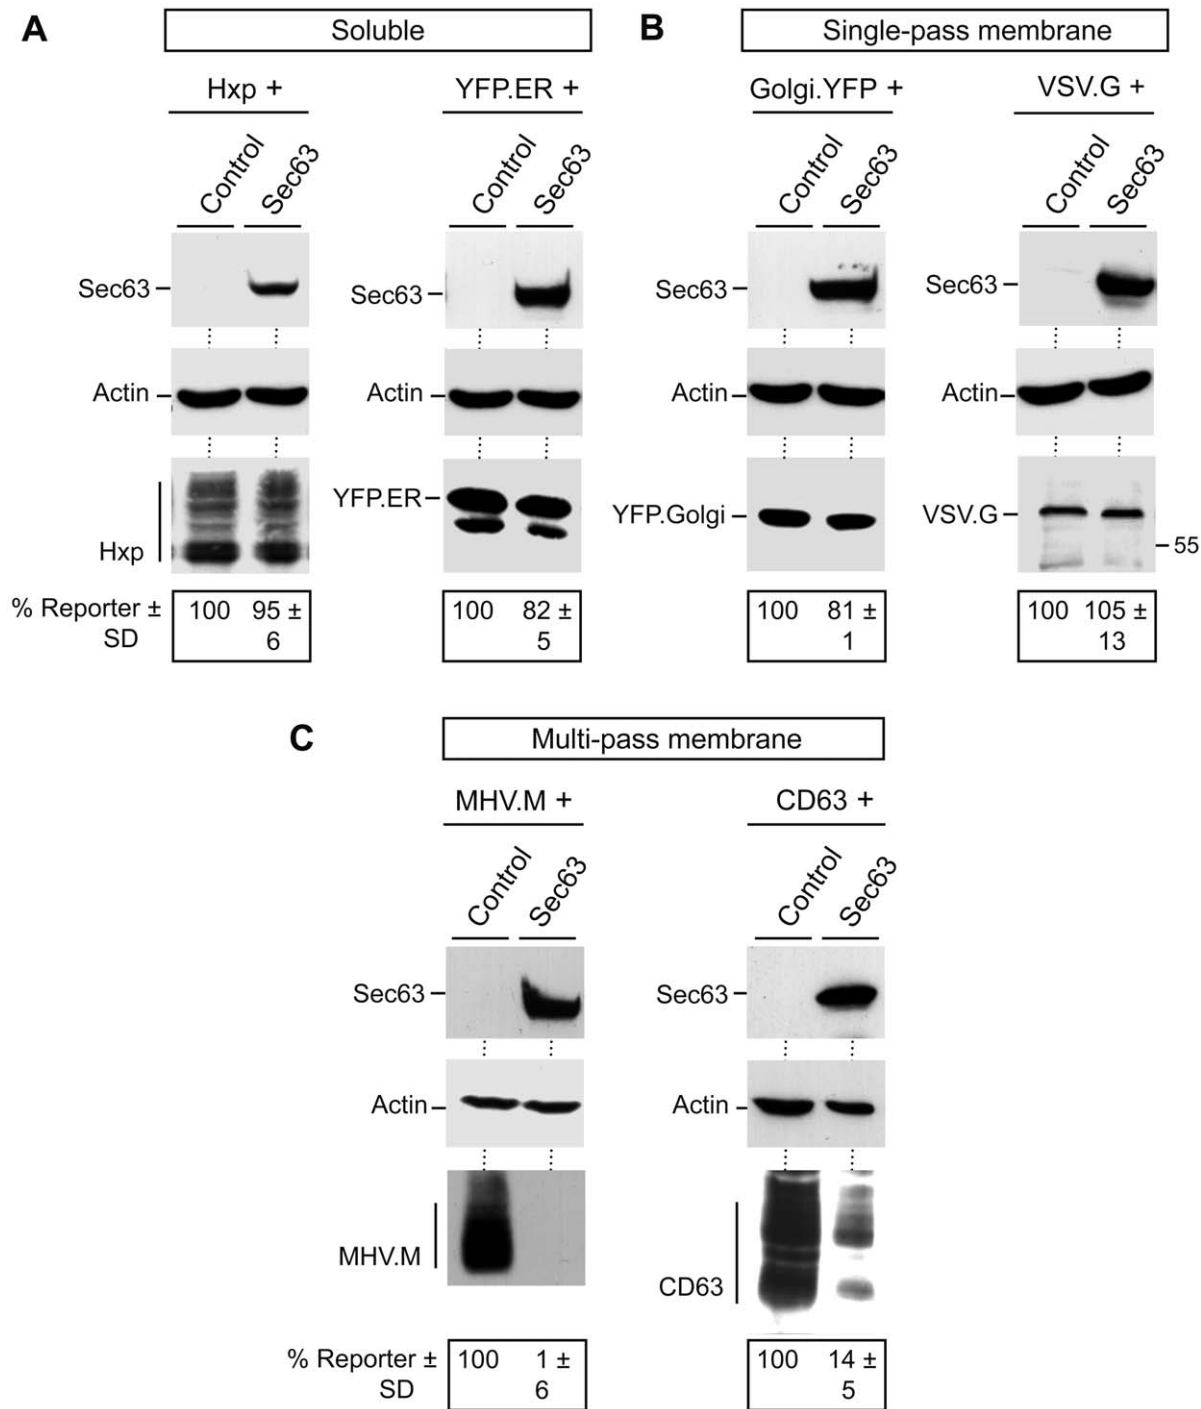 A
Soluble
B
Single-pass membrane
Hxp +
YFP.ER +
Golgi.YFP +
VSV.G +
Control
Sec63
Control
Sec63
Control
Sec63
Control
Sec63
Sec63
Sec63
Sec63
Sec63
Actin
Actin
Actin
Actin
Hxp
YFP.ER
YFP.Golgi
VSV.G
55
% Reporter ±
SD
100
95 ±
6
100
82 ±
5
100
81 ±
1
100
105 ±
13
C
Multi-pass membrane
MHV.M +
CD63 +
Control
Sec63
Control
Sec63
Sec63
Sec63
Actin
Actin
MHV.M
CD63
% Reporter ±
SD
100
1 ±
6
100
14 ±
5